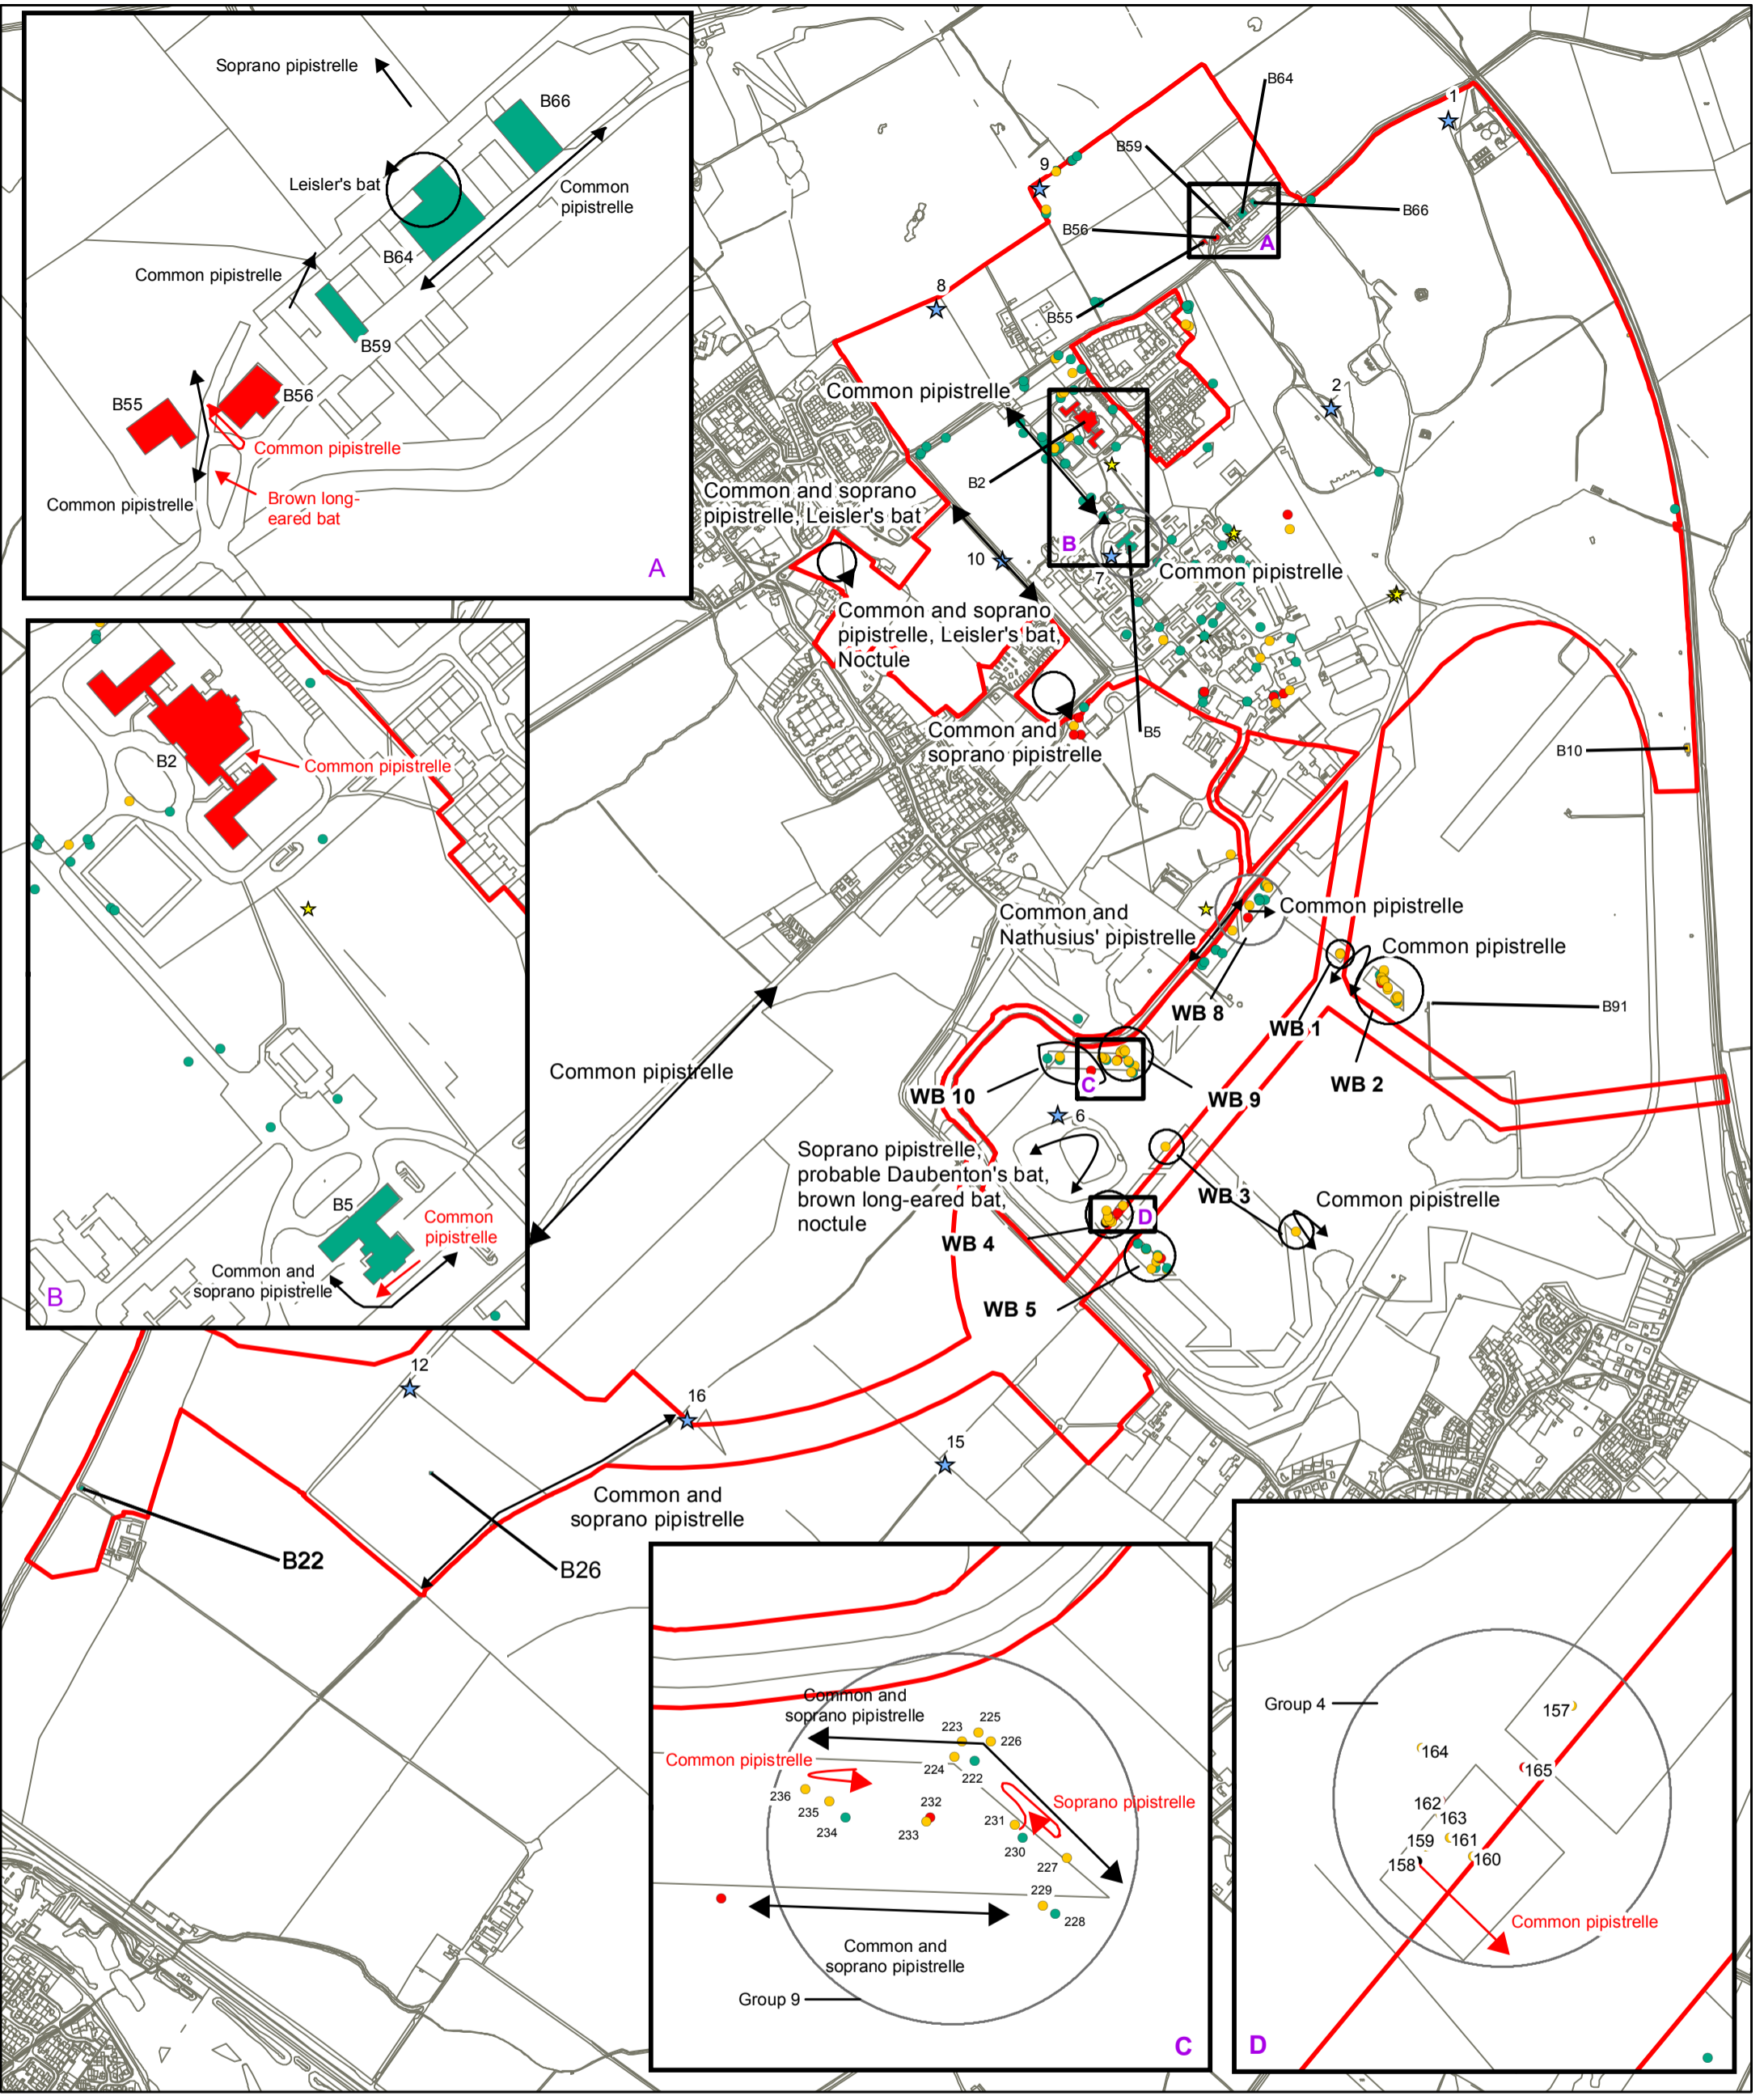 Soprano pipistrelle
B66
Leisler's bat
Common
pipistrelle
B64
Common pipistrelle
B59
B56
B55
Common pipistrelle
Common pipistrelle
Brown long-
eared bat
A
1
B64
B59
9
B66
B56
A
8
B55
2
Common pipistrelle
B2
Common and soprano
pipistrelle, Leisler's bat
B
10
7
Common pipistrelle
Common and soprano
pipistrelle, Leisler's bat,
Noctule
Common and
soprano pipistrelle
B5
B10
B2
Common pipistrelle
B5
Common
pipistrelle
Common and
soprano pipistrelle
B
Common and
Nathusius' pipistrelle
Common pipistrelle
Common pipistrelle
WB 8
WB 1
B91
WB 2
Common pipistrelle
WB 10
C
WB 9
6
Soprano pipistrelle,
probable Daubenton's bat,
brown long-eared bat,
noctule
WB 3
Common pipistrelle
D
WB 4
WB 5
12
16
15
Common and
soprano pipistrelle
B22
B26
Common and
soprano pipistrelle
223
225
226
224
222
Common pipistrelle
236
235
234
232
233
231
230
Soprano pipistrelle
227
229
228
Common and
soprano pipistrelle
Group 9
C
Group 4
157
164
165
162
163
159
161
158
160
Common pipistrelle
D